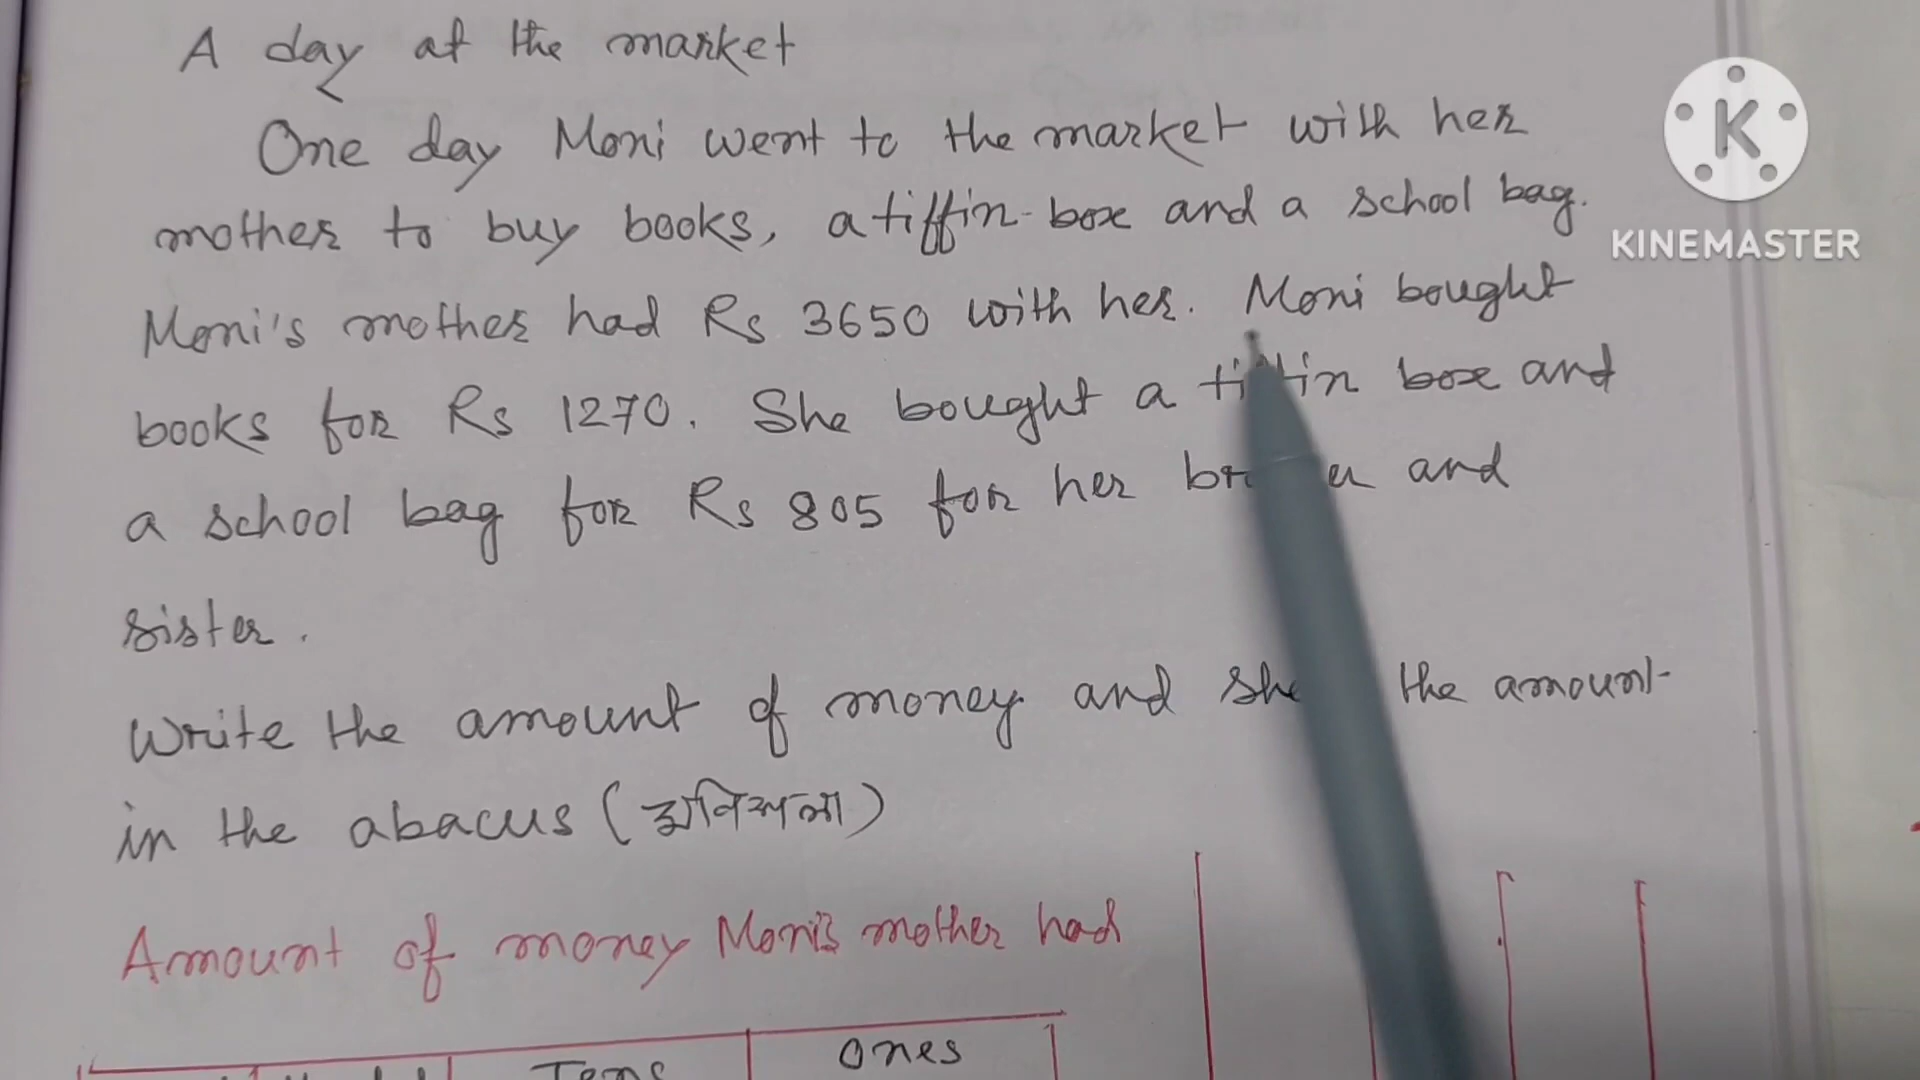 A day at the market
One day Moni went to the market with her
mother to buy books, a tiffin-box and a school bag.
Moni's mother had Rs 3650 with her. Moni bought
books for Rs 1270. She bought a box and
a school bag for Rs 805 for her and
sister.
Write the amount of money and the amount
in the abacus
Amount of money Moni's mother had
Tens Ones
K
KINEMASTER